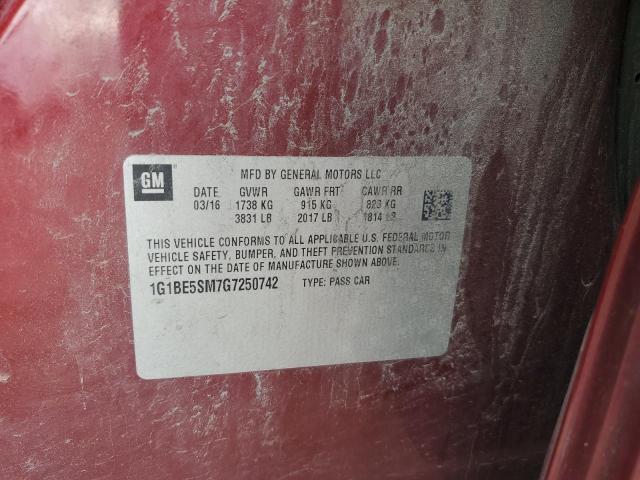 GM
MFD BY GENERAL MOTORS LLC
DATE GVWR GAWR FRT GAWR RR
03/16 1738 KG 915 KG 823 KG
3831 LB 2017 LB 1814 LB
THIS VEHICLE CONFORMS TO ALL APPLICABLE U.S. FEDERAL MOTOR
VEHICLE SAFETY, BUMPER, AND THEFT PREVENTION STANDARDS IN
EFFECT ON THE DATE OF MANUFACTURE SHOWN ABOVE.
1G1BE5SM7G7250742 TYPE: PASS CAR